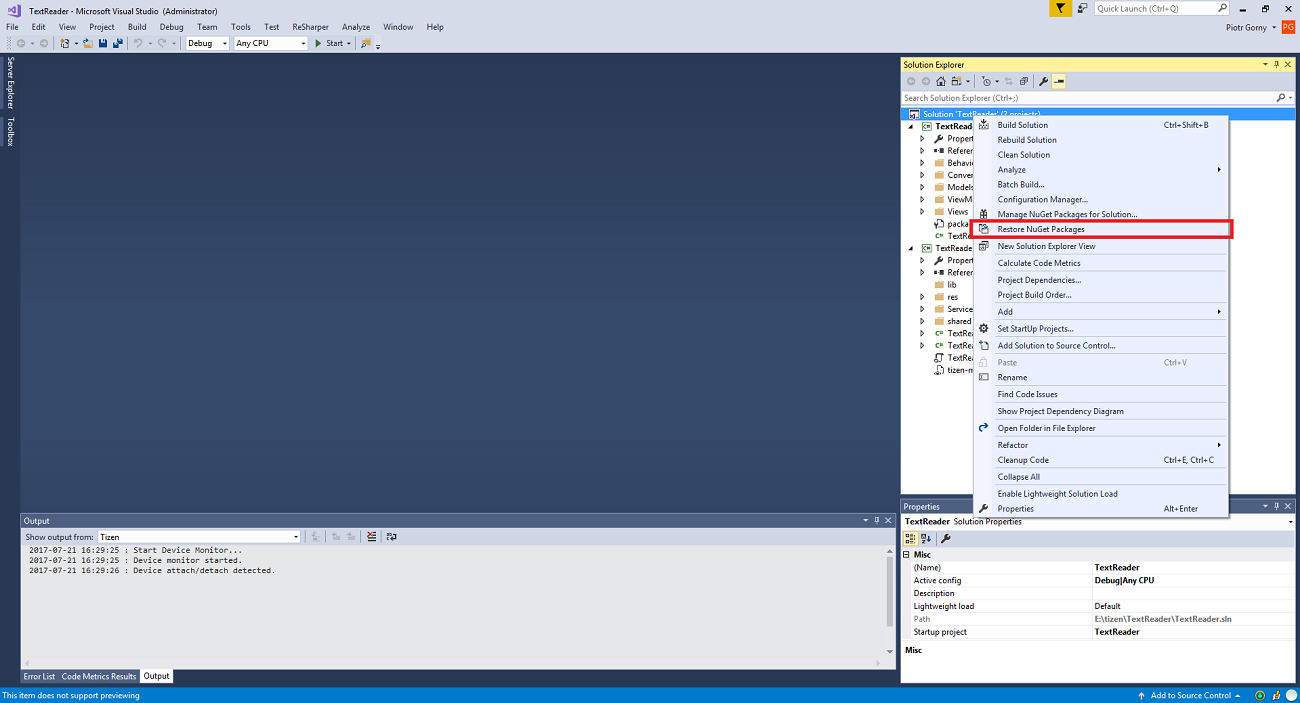 TextReader - Microsoft Visual Studio (Administrator)
Quick Launch (Ctrl+Q)
File Edit View Project Build Debug Team Tools Test ReSharper Analyze Window Help
Piotr Gorny PG
Debug Any CPU Start
Server Explorer
Toolbox
Solution Explorer
Search Solution Explorer (Ctrl+;)
Solution 'TextReader' (2 projects)
TextRead
Propert
Referen
Behavi
Conver
Models
ViewM
Views
packa
TextRe
TextReade
Propert
Referen
lib
res
Service
shared
TextRea
TextRea
TextRea
tizen-m
Build Solution Ctrl+Shift+B
Rebuild Solution
Clean Solution
Analyze
Batch Build...
Configuration Manager...
Manage NuGet Packages for Solution...
Restore NuGet Packages
New Solution Explorer View
Calculate Code Metrics
Project Dependencies...
Project Build Order...
Add
Set StartUp Projects...
Add Solution to Source Control...
Paste Ctrl+V
Rename
Find Code Issues
Show Project Dependency Diagram
Open Folder in File Explorer
Refactor
Cleanup Code Ctrl+E, Ctrl+C
Collapse All
Enable Lightweight Solution Load
Properties Alt+Enter
Output
Show output from: Tizen
2017-07-21 16:29:25 : Start Device Monitor...
2017-07-21 16:29:25 : Device monitor started.
2017-07-21 16:29:26 : Device attach/detach detected.
Error List Code Metrics Results Output
Properties
TextReader Solution Properties
Misc
(Name) TextReader
Active config Debug|Any CPU
Description
Lightweight load Default
Path E:\tizen\TextReader\TextReader.sln
Startup project TextReader
Misc
This item does not support previewing
Add to Source Control